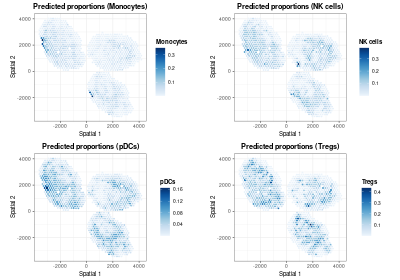 Predicted proportions (Monocytes)
4000
2000
0
-2000
Spatial 2
-2000
0
2000
4000
Spatial 1
Monocytes
0.3
0.2
0.1
Predicted proportions (NK cells)
4000
2000
0
-2000
Spatial 2
-2000
0
2000
4000
Spatial 1
NK cells
0.3
0.2
0.1
Predicted proportions (pDCs)
4000
2000
0
-2000
Spatial 2
-2000
0
2000
4000
Spatial 1
pDCs
0.16
0.12
0.08
0.04
Predicted proportions (Tregs)
4000
2000
0
-2000
Spatial 2
-2000
0
2000
4000
Spatial 1
Tregs
0.4
0.3
0.2
0.1